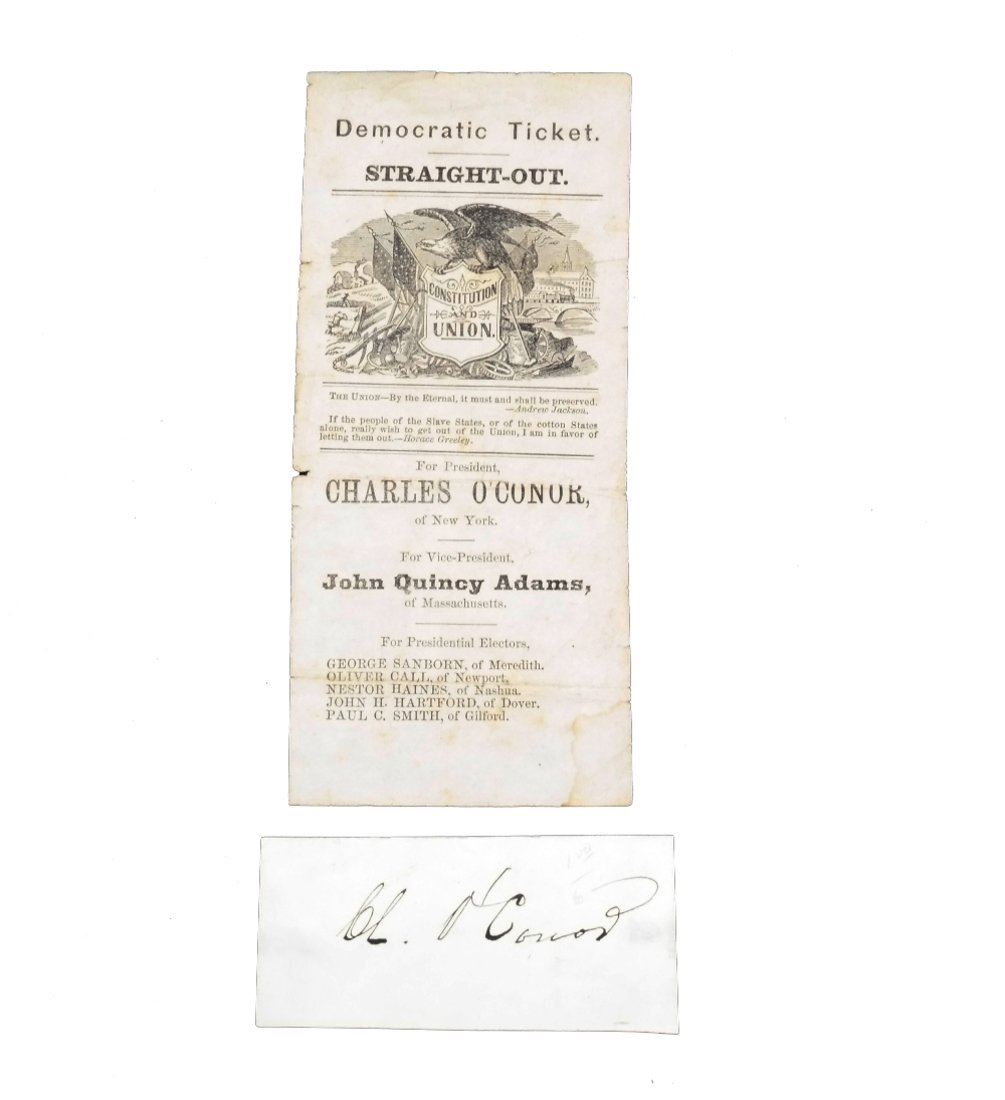 Democratic Ticket.
STRAIGHT-OUT.
CONSTITUTION
AND
UNION.
THE UNION—By the Eternal, it must and shall be preserved.
—Andrew Jackson.
If the people of the Slave States, or of the cotton States
alone, really wish to get out of the Union, I am in favor of
letting them out.—Horace Greeley.
For President,
CHARLES O'CONOR,
of New York.
For Vice-President,
John Quincy Adams,
of Massachusetts.
For Presidential Electors,
GEORGE SANBORN, of Meredith.
OLIVER CALL, of Newport,
NESTOR HAINES, of Nashua.
JOHN H. HARTFORD, of Dover.
PAUL C. SMITH, of Gilford.
Ch. O'Conor